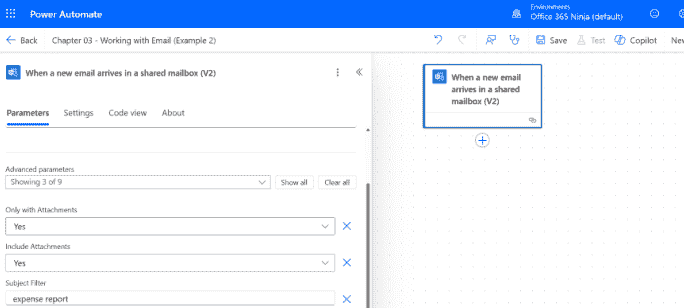 Power Automate
Environments
Office 365 Ninja (default)
Back
Chapter 03 - Working with Email (Example 2)
Save
Test
Copilot
New
When a new email arrives in a shared mailbox (V2)
Parameters
Settings
Code view
About
Advanced parameters
Showing 3 of 9
Show all
Clear all
Only with Attachments
Yes
Include Attachments
Yes
Subject Filter
expense report
When a new email
arrives in a shared
mailbox (V2)